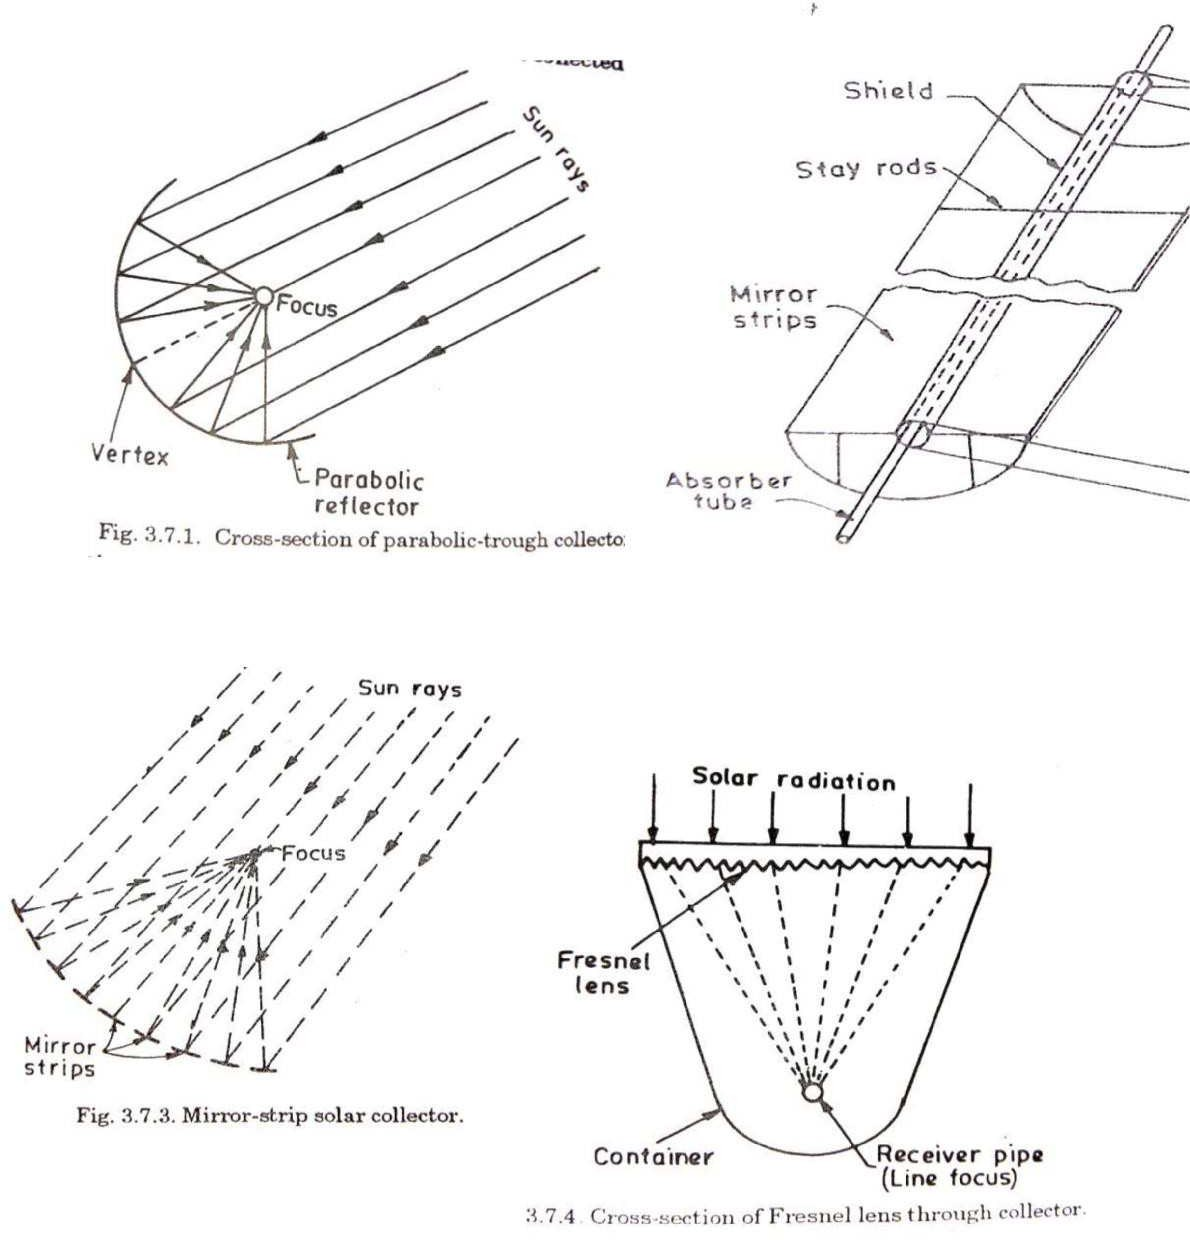 Sun rays
Focus
Vertex
Parabolic
reflector
Fig. 3.7.1. Cross-section of parabolic-trough collecto
Shield
Stay rods
Mirror
strips
Absorber
tube
Sun rays
Focus
Mirror
strips
Fig. 3.7.3. Mirror-strip solar collector.
Solar radiation
Fresnel
lens
Container
Receiver pipe
(Line focus)
3.7.4. Cross-section of Fresnel lens through collector.